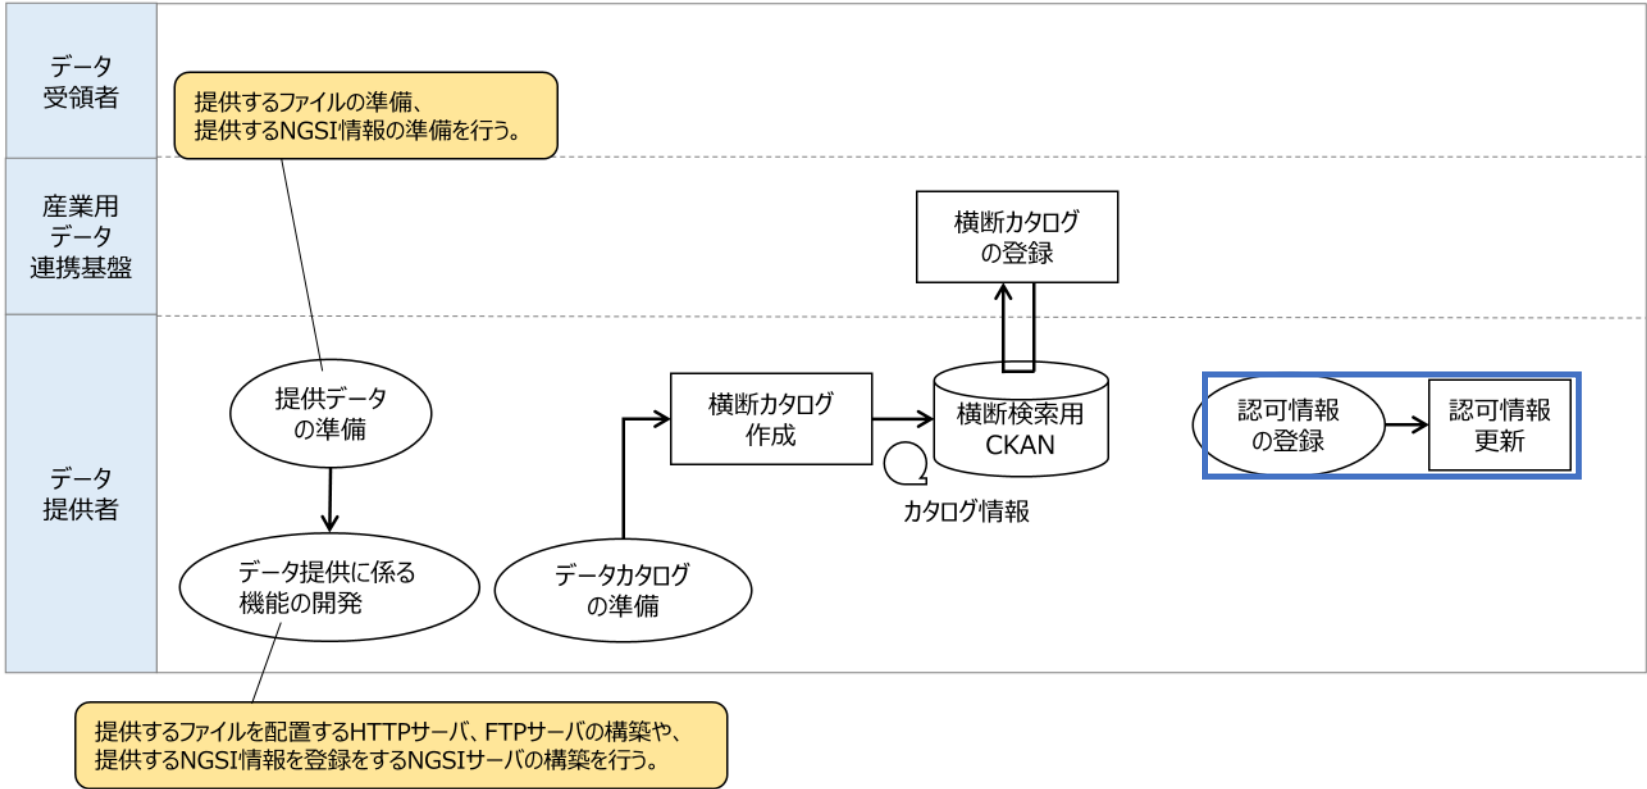 データ
受領者
提供するファイルの準備、
提供するNGSI情報の準備を行う。
産業用
データ
連携基盤
横断カタログ
の登録
データ
提供者
提供データ
の準備
横断カタログ
作成
横断検索用
CKAN
カタログ情報
認可情報
の登録
認可情報
更新
データ提供に係る
機能の開発
データカタログ
の準備
提供するファイルを配置するHTTPサーバ、FTPサーバの構築や、
提供するNGSI情報を登録をするNGSIサーバの構築を行う。